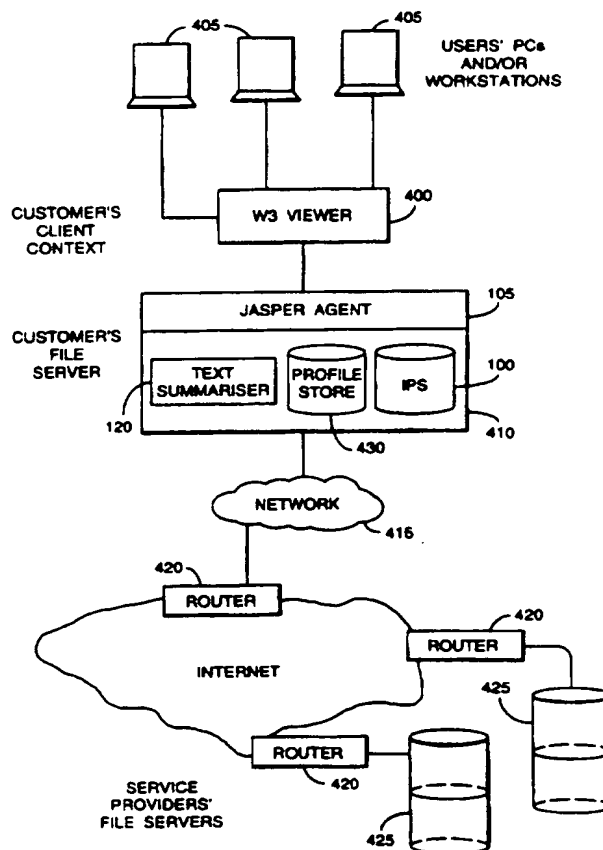 405
405
405
USERS' PCs
AND/OR
WORKSTATIONS
W3 VIEWER
400
CUSTOMER'S
CLIENT
CONTEXT
JASPER AGENT
105
CUSTOMER'S
FILE
SERVER
TEXT
SUMMARISER
PROFILE
STORE
IPS
100
120
430
410
NETWORK
415
420
ROUTER
420
ROUTER
INTERNET
425
ROUTER
420
SERVICE
PROVIDERS'
FILE SERVERS
425